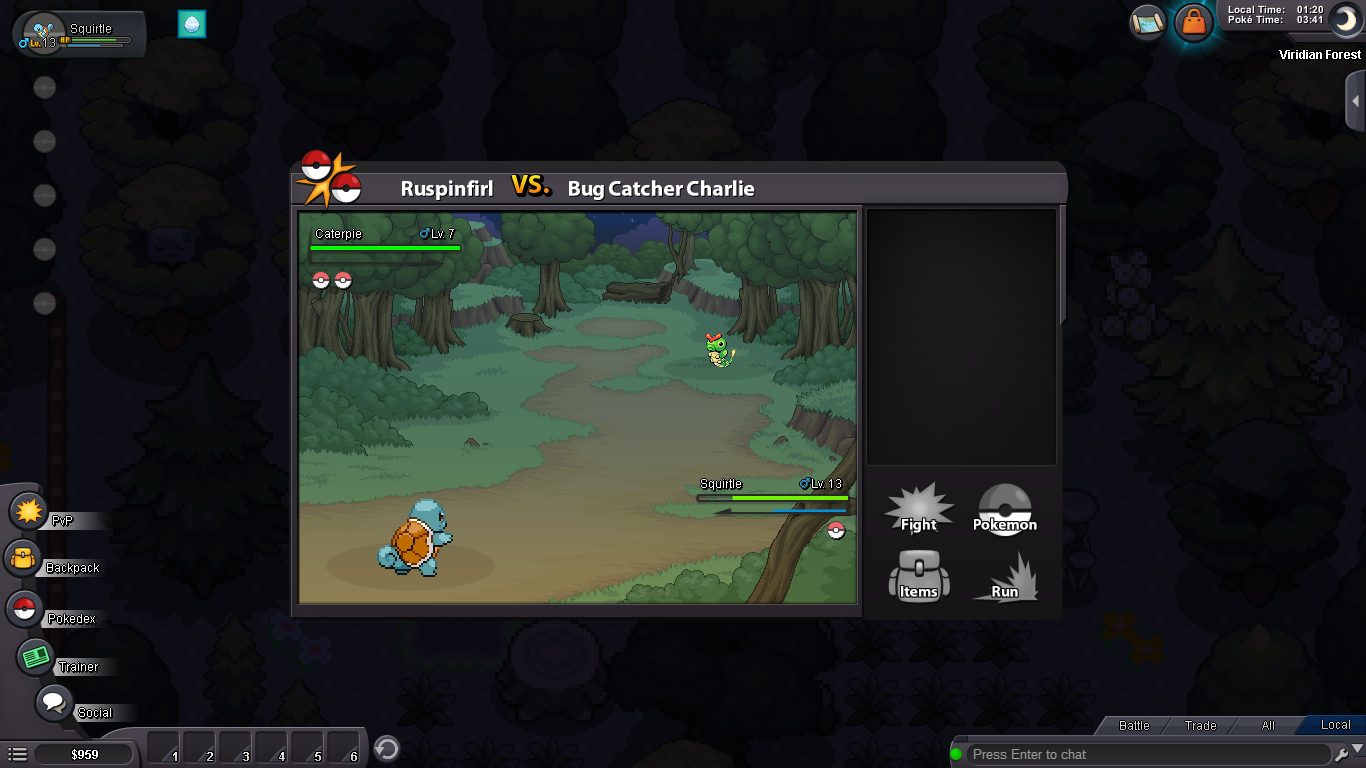 Squirtle
Lv.13
HP
Local Time: 01:20
Poké Time: 03:41
Viridian Forest
Ruspinfirl VS. Bug Catcher Charlie
Caterpie Lv. 7
Squirtle Lv. 13
Fight
Pokemon
Items
Run
PvP
Backpack
Pokedex
Trainer
Social
$959
1 2 3 4 5 6
Battle Trade All Local
Press Enter to chat